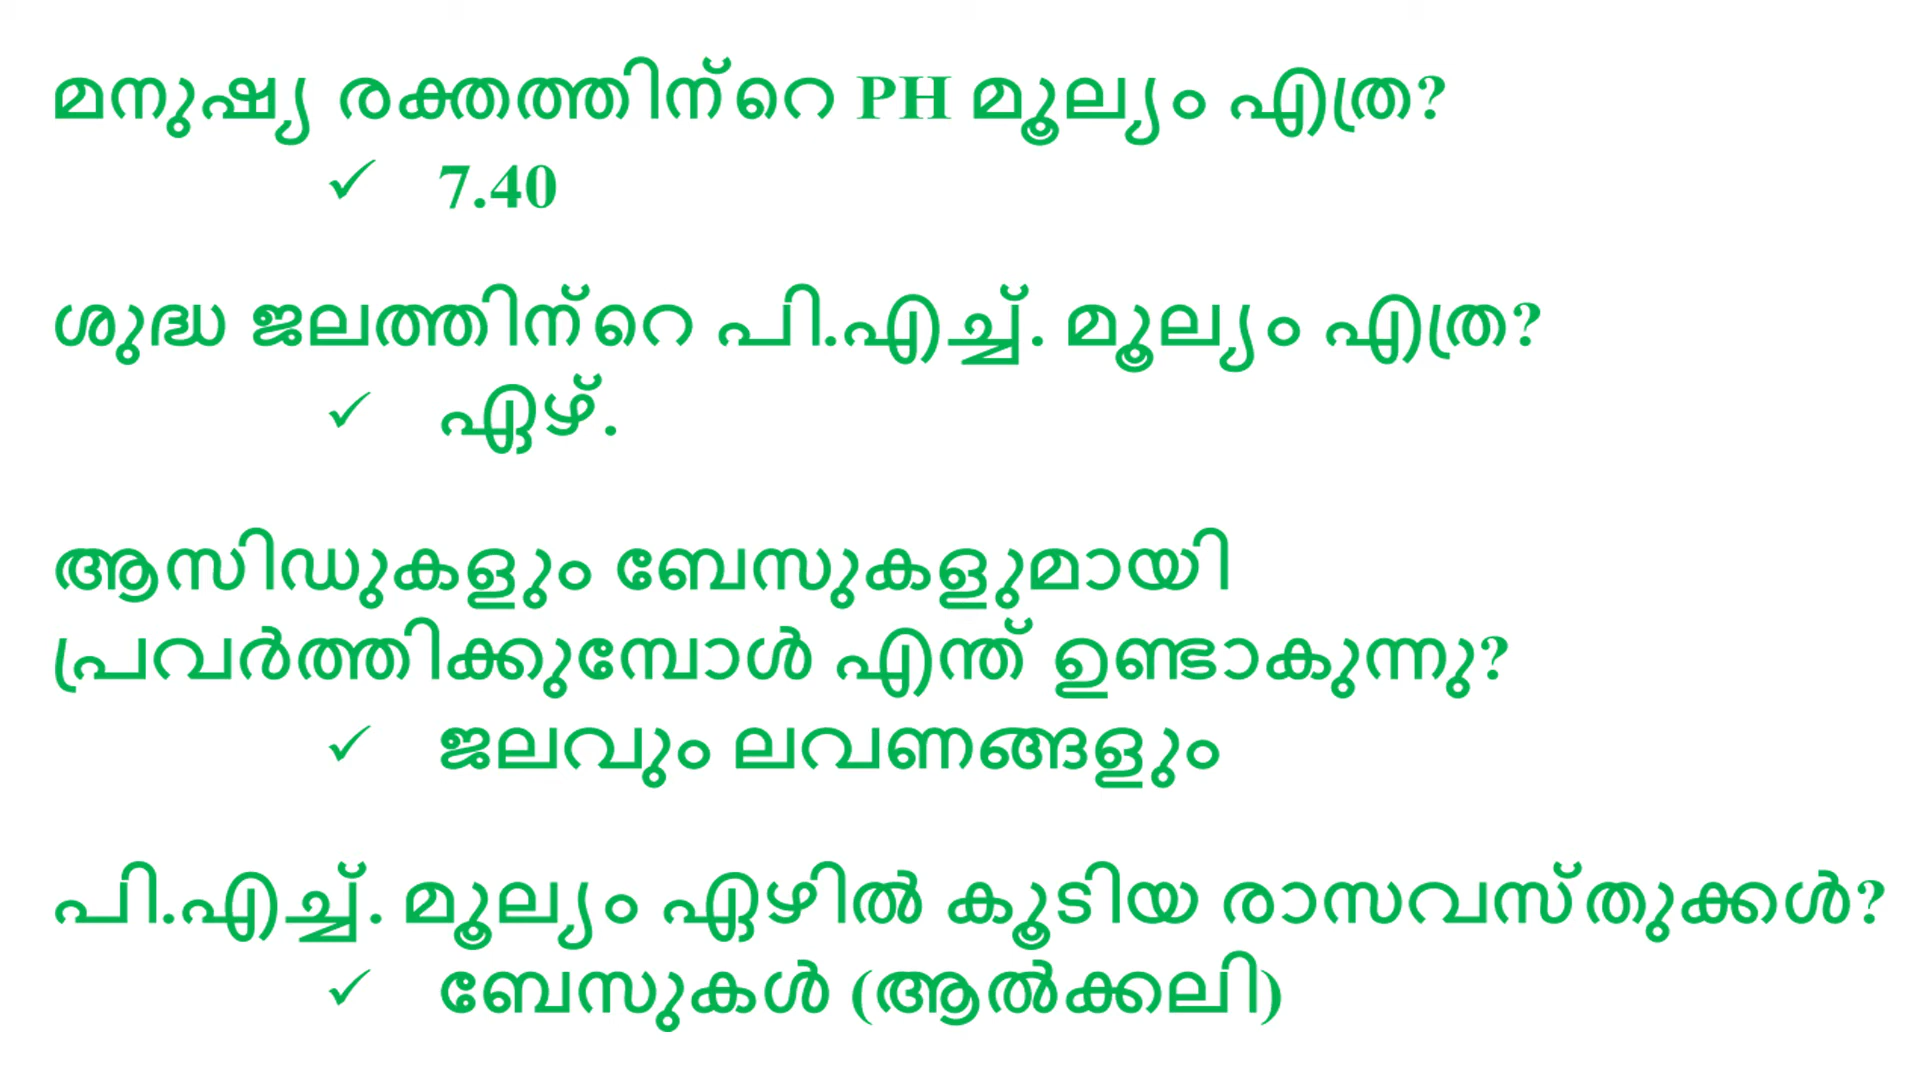 മനുഷ്യ രക്തത്തിന്റെ PH മൂല്യം എത്ര?
✓ 7.40
ശുദ്ധ ജലത്തിന്റെ പി.എച്ച്. മൂല്യം എത്ര?
✓ ഏഴ്.
ആസിഡുകളും ബേസുകളുമായി
പ്രവർത്തിക്കുമ്പോൾ എന്ത് ഉണ്ടാകുന്നു?
✓ ജലവും ലവണങ്ങളും
പി.എച്ച്. മൂല്യം ഏഴിൽ കൂടിയ രാസവസ്തുക്കൾ?
✓ ബേസുകൾ (ആൽക്കലി)